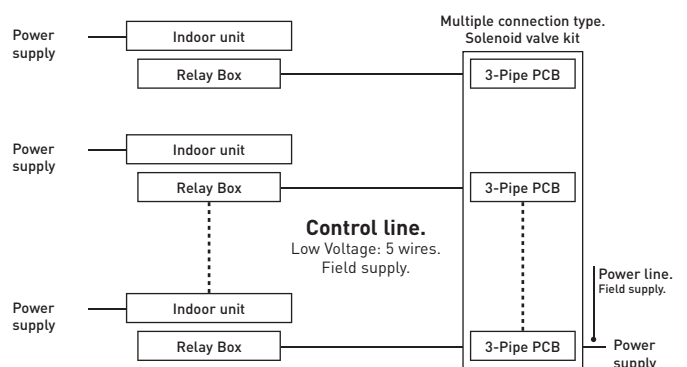 Multiple connection type.
Solenoid valve kit
Power
supply
Indoor unit
Relay Box
3-Pipe PCB
Power
supply
Indoor unit
Relay Box
3-Pipe PCB
Control line.
Low Voltage: 5 wires.
Field supply.
Power line.
Field supply.
Power
supply
Indoor unit
Relay Box
3-Pipe PCB
Power
supply